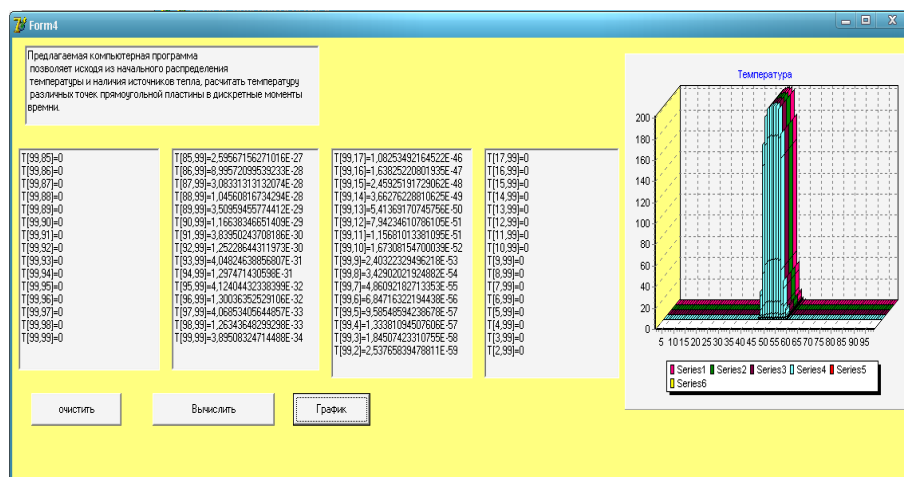 Form4
Предлагаемая компьютерная программа
позволяет исходя из начального распределения
температуры и наличия источников тепла, расчитать температуру
различных точек прямоугольной пластины в дискретные моменты
времни.
T[99,85]=0
T[99,86]=0
T[99,87]=0
T[99,88]=0
T[99,89]=0
T[99,90]=0
T[99,91]=0
T[99,92]=0
T[99,93]=0
T[99,94]=0
T[99,95]=0
T[99,96]=0
T[99,97]=0
T[99,98]=0
T[99,99]=0
T[85,99]=2,59567156271016E-27
T[86,99]=8,99572099539233E-28
T[87,99]=3,0833131313207​4E-28
T[88,99]=1,04560816734294E-28
T[89,99]=3,50959455774412E-29
T[90,99]=1,16638346651409E-29
T[91,99]=3,83950243708186E-30
T[92,99]=1,25228644311973E-30
T[93,99]=4,04824638856807E-31
T[94,99]=1,297471430598E-31
T[95,99]=4,12404432338399E-32
T[96,99]=1,30036352529106E-32
T[97,99]=4,06853405644857E-33
T[98,99]=1,26343648299298E-33
T[99,99]=3,89508324714488E-34
T[99,17]=1,08253492164522E-46
T[99,16]=1,63825220801935E-47
T[99,15]=2,45925191729062E-48
T[99,14]=3,66276228810625E-49
T[99,13]=5,41369170745756E-50
T[99,12]=7,94234610786105E-51
T[99,11]=1,15681013381095E-51
T[99,10]=1,67308154700039E-52
T[99,9]=2,40322329496218E-53
T[99,8]=3,42902021924882E-54
T[99,7]=4,86092182713353E-55
T[99,6]=6,84716322194438E-56
T[99,5]=9,58548594238678E-57
T[99,4]=1,33381094507606E-57
T[99,3]=1,84507423310755E-58
T[99,2]=2,53765839478811E-59
T[17,99]=0
T[16,99]=0
T[15,99]=0
T[14,99]=0
T[13,99]=0
T[12,99]=0
T[11,99]=0
T[10,99]=0
T[9,99]=0
T[8,99]=0
T[7,99]=0
T[6,99]=0
T[5,99]=0
T[4,99]=0
T[3,99]=0
T[2,99]=0
Температура
200
180
160
140
120
100
80
60
40
20
0
5 10 15 20 25 30 35 40 45 50 55 60 65 70 75 80 85 90 95
Series1 Series2 Series3 Series4 Series5
Series6
очистить
Вычислить
График